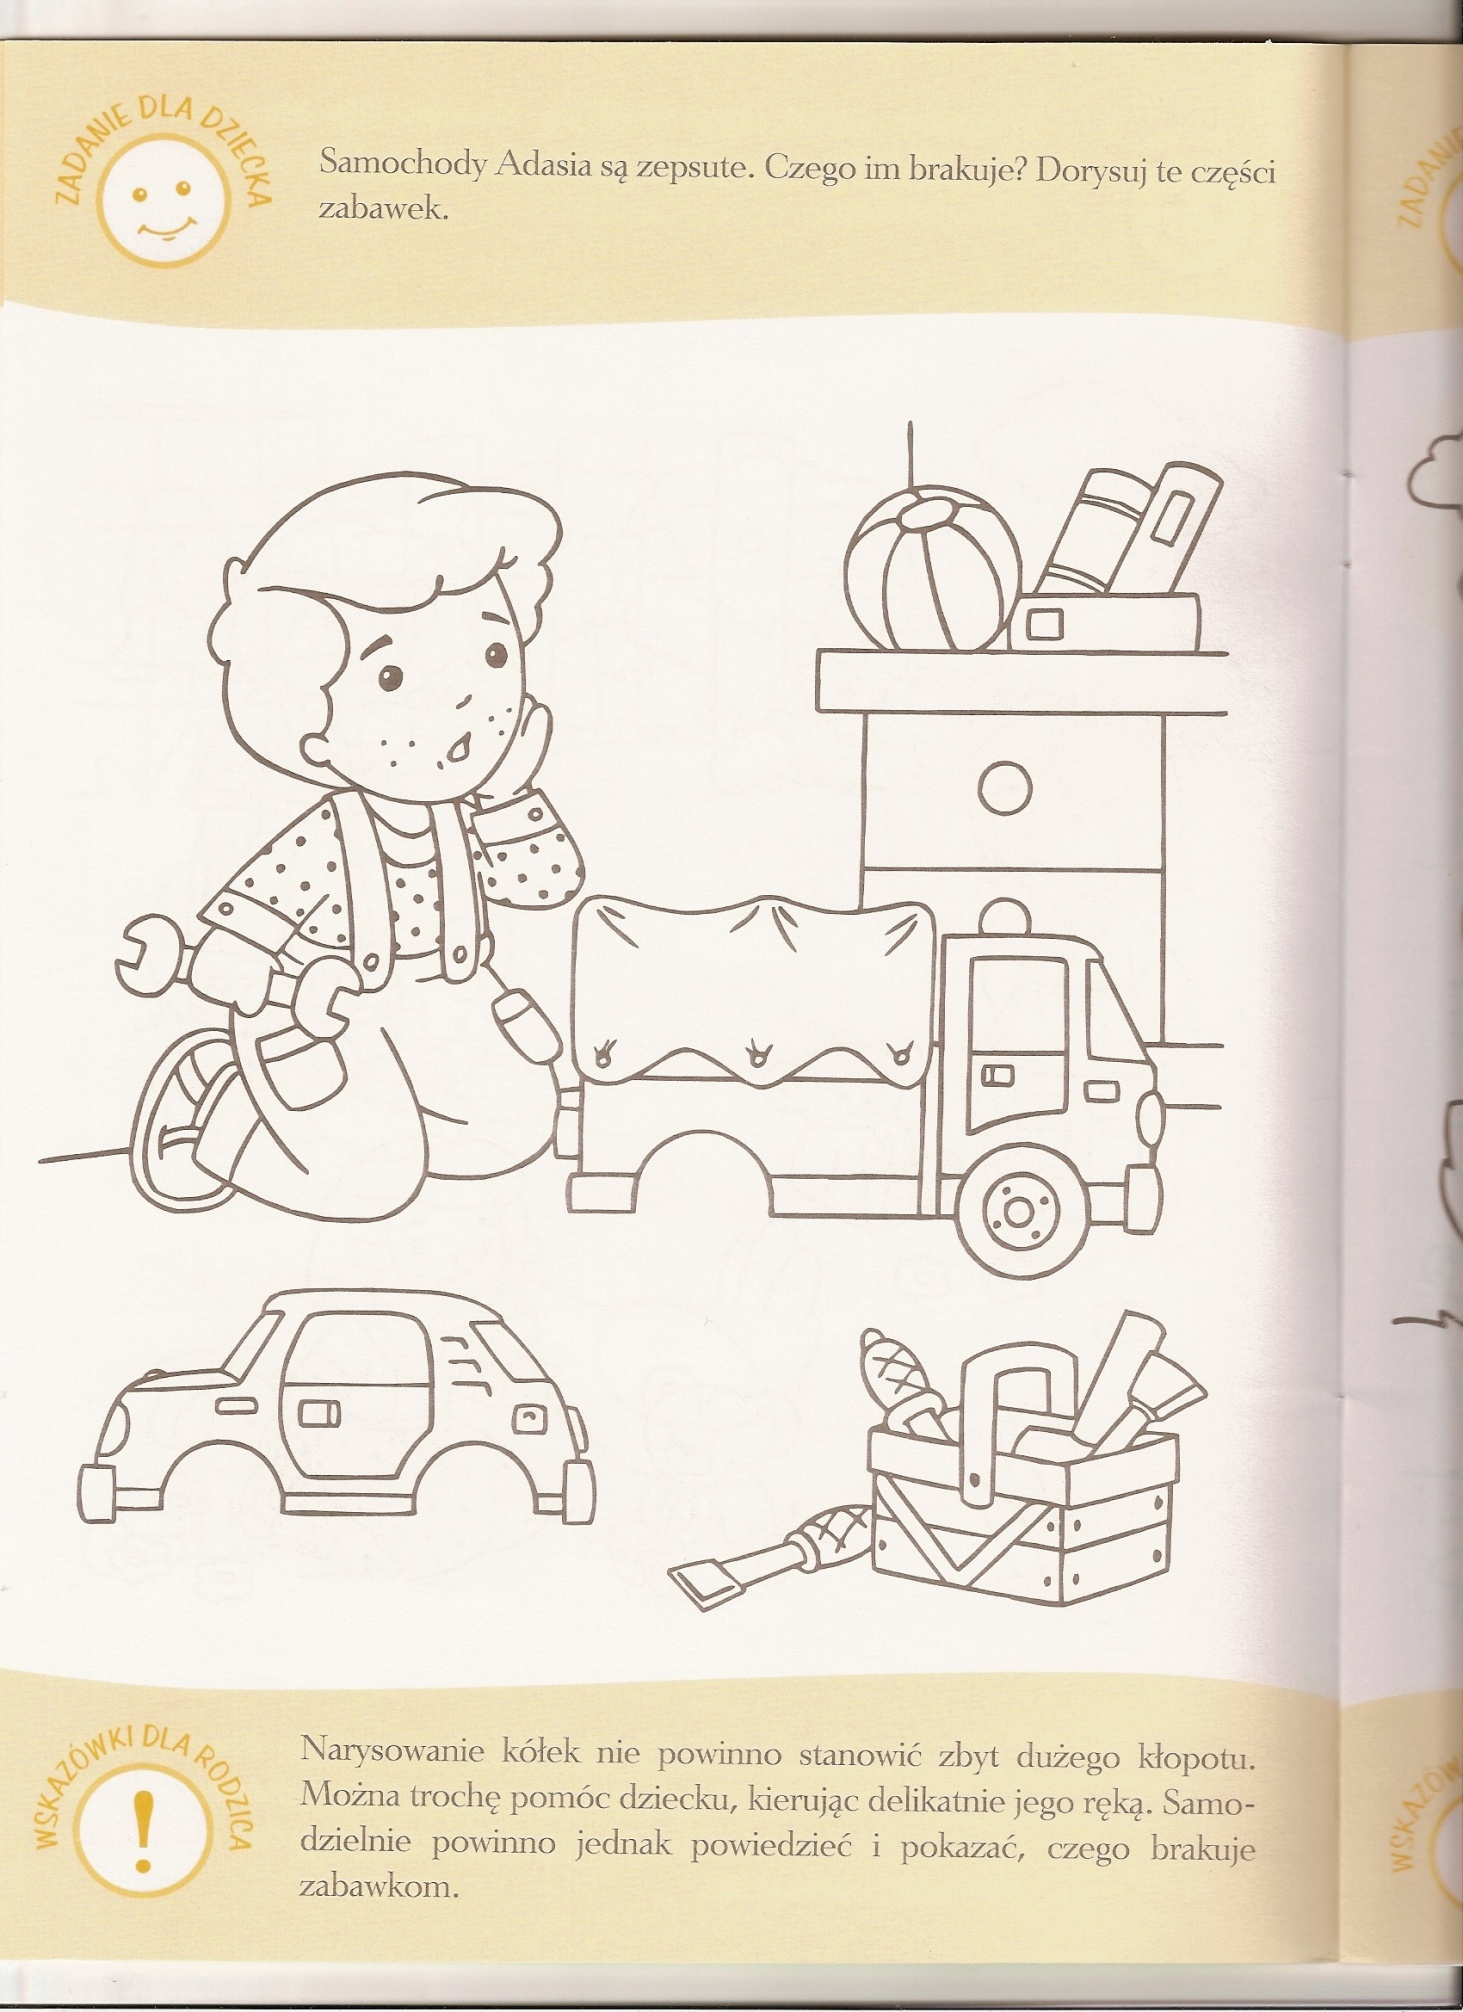 ZADANIE DLA DZIECKA
Samochody Adasia są zepsute. Czego im brakuje? Dorysuj te części
zabawek.
ZADANIE
WSKAZÓWKI DLA RODZICA
!
Narysowanie kółek nie powinno stanowić zbyt dużego kłopotu.
Można trochę pomóc dziecku, kierując delikatnie jego ręką. Samo-
dzielnie powinno jednak powiedzieć i pokazać, czego brakuje
zabawkom.
WSKAZÓW